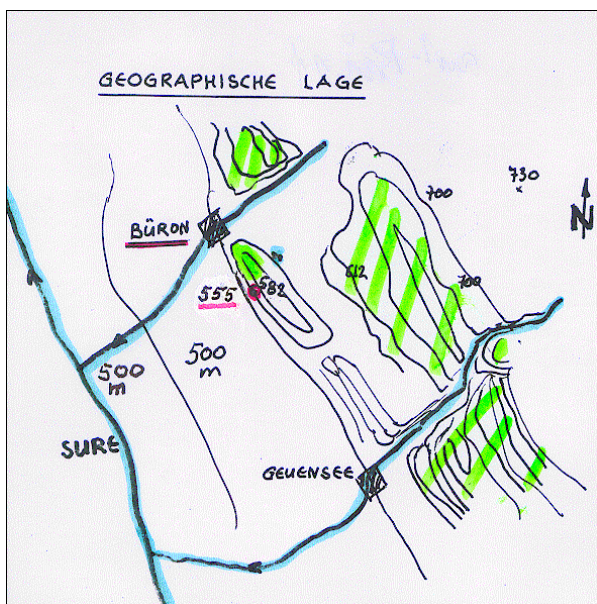 GEOGRAPHISCHE LAGE
730
700
N
BÜRON
612
700
582
555
500
m
500
m
SURE
GEUENSEE